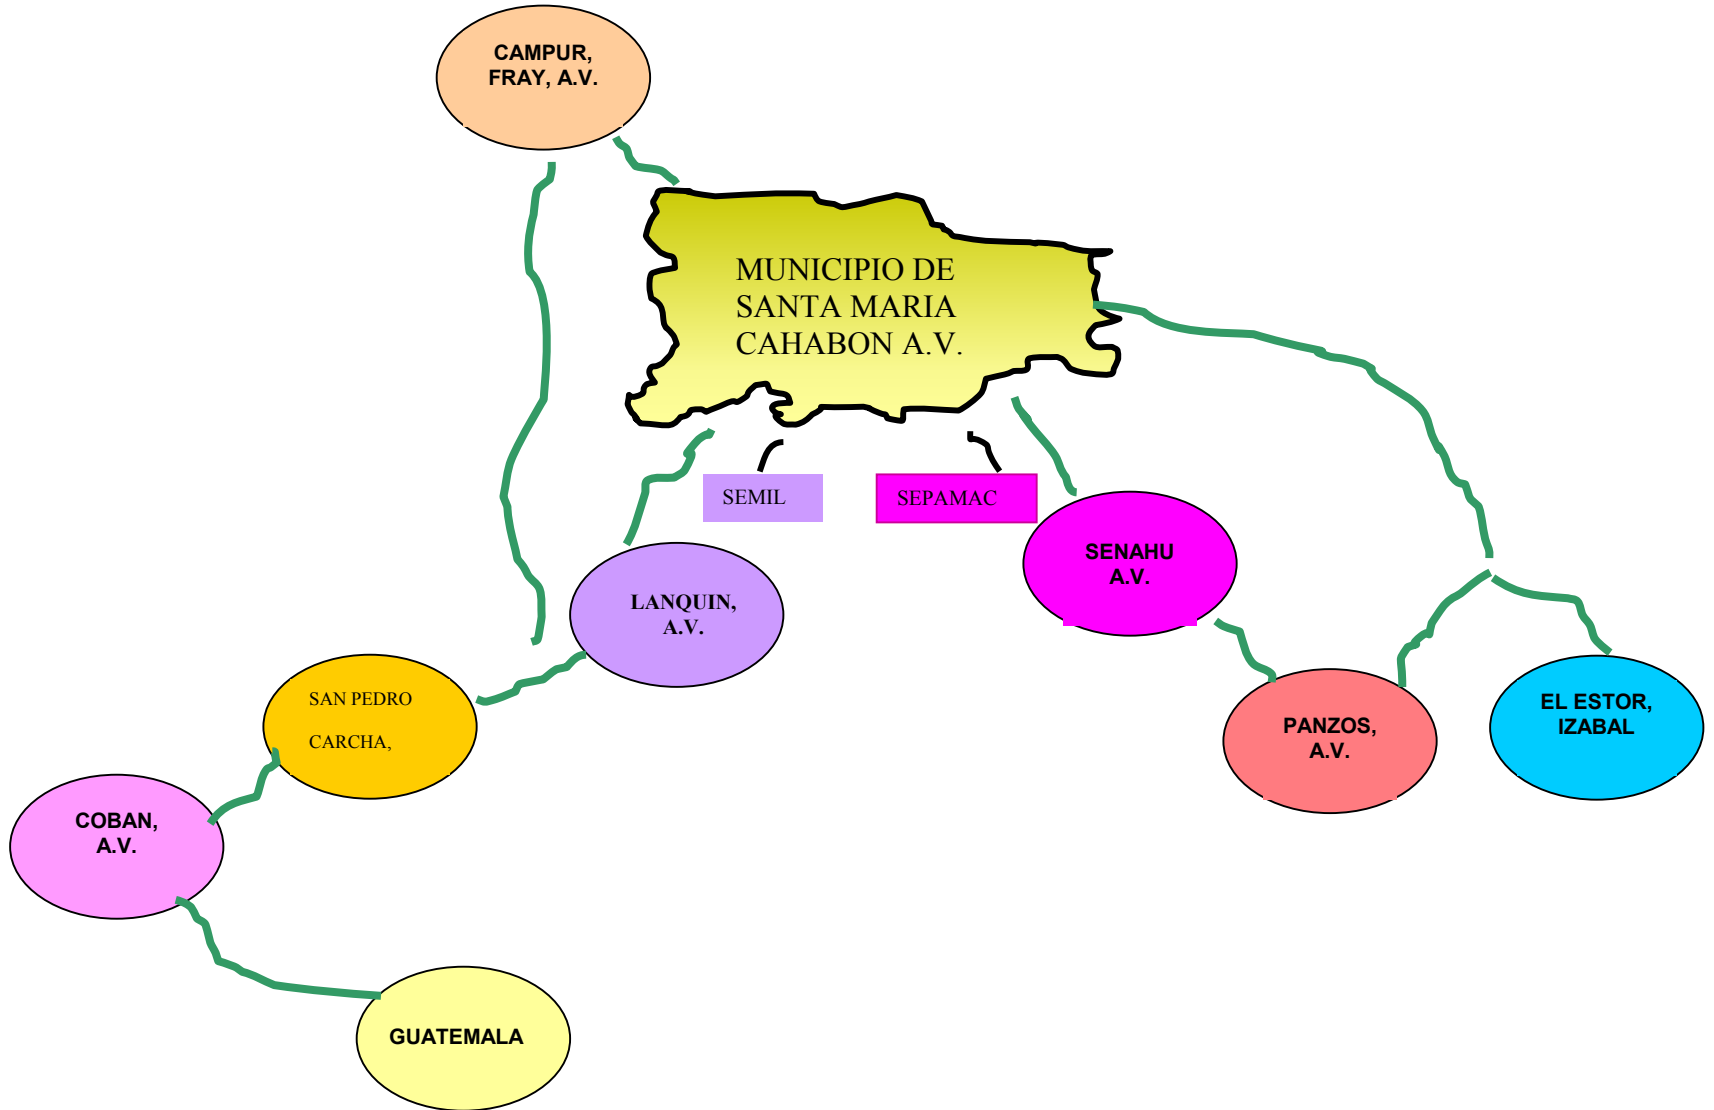 CAMPUR,
FRAY, A.V.
MUNICIPIO DE
SANTA MARIA
CAHABON A.V.
SEMIL
SEPAMAC
SENAHU
A.V.
LANQUIN,
A.V.
SAN PEDRO
CARCHA,
PANZOS,
A.V.
EL ESTOR,
IZABAL
COBAN,
A.V.
GUATEMALA